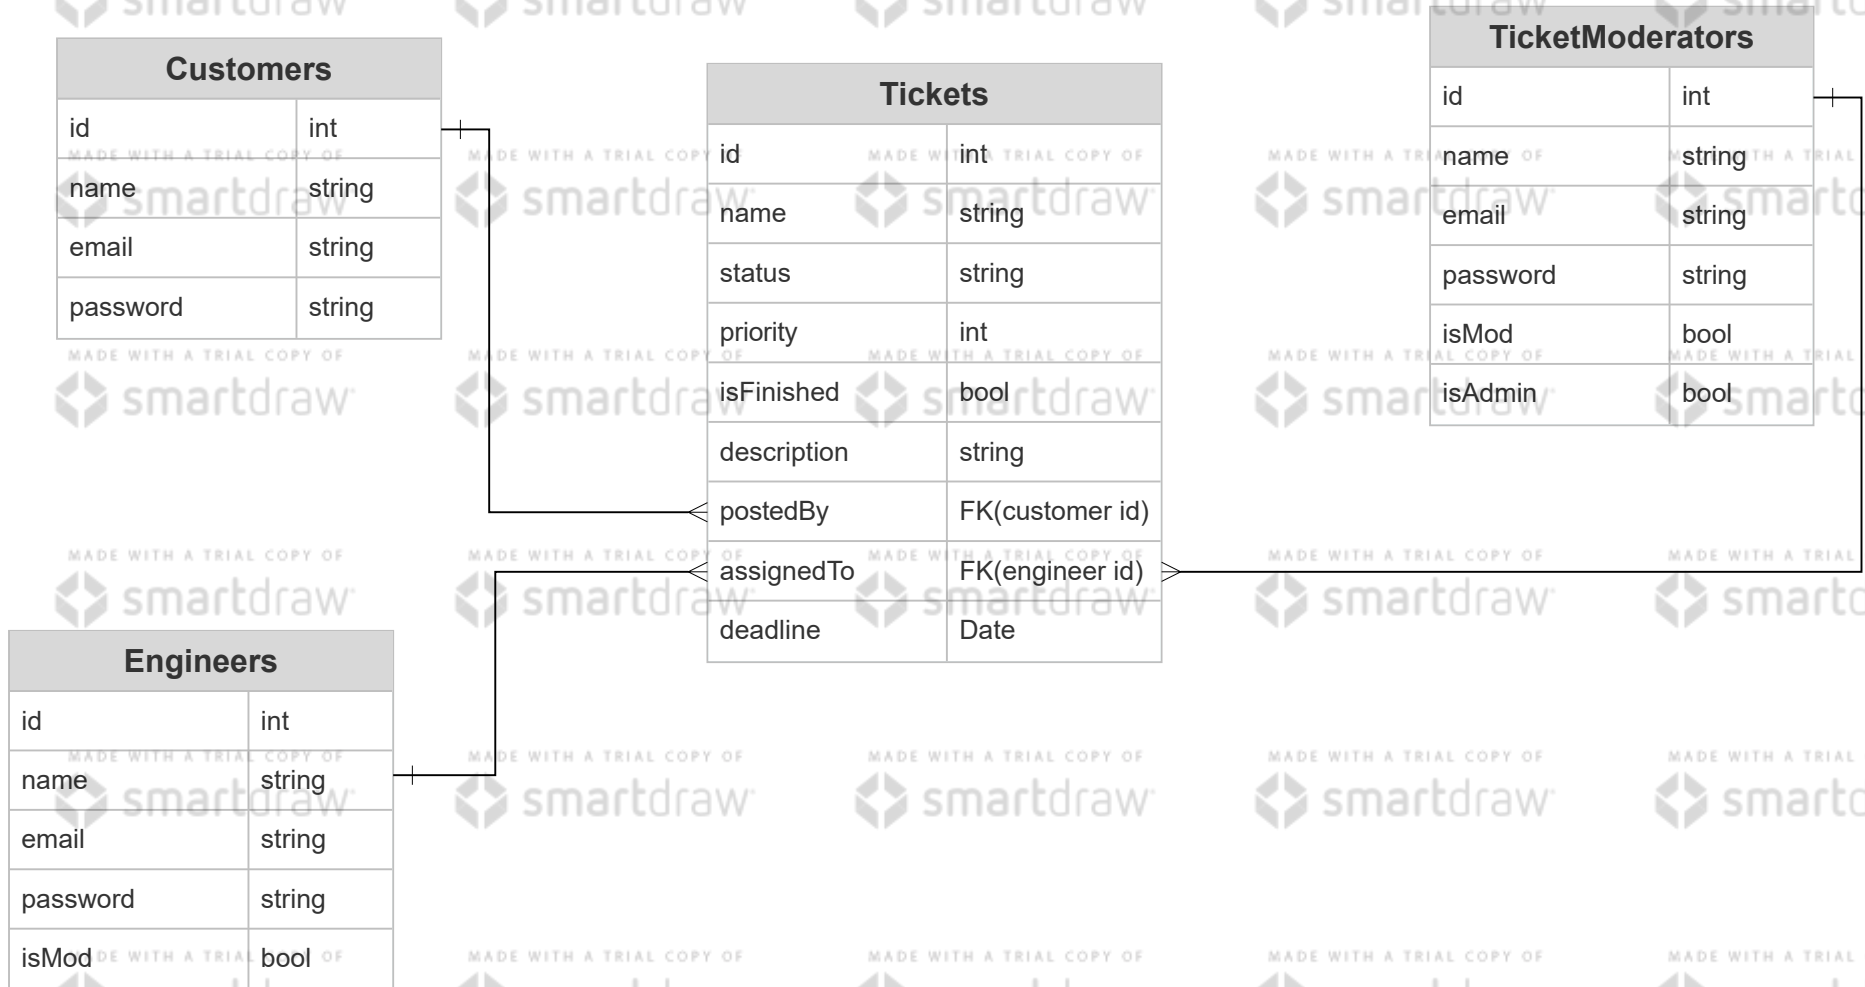 Customers
id int
name string
email string
password string
Tickets
id int
name string
status string
priority int
isFinished bool
description string
postedBy FK(customer id)
assignedTo FK(engineer id)
deadline Date
TicketModerators
id int
name string
email string
password string
isMod bool
isAdmin bool
Engineers
id int
name string
email string
password string
isMod bool
MADE WITH A TRIAL COPY OF
smartdraw